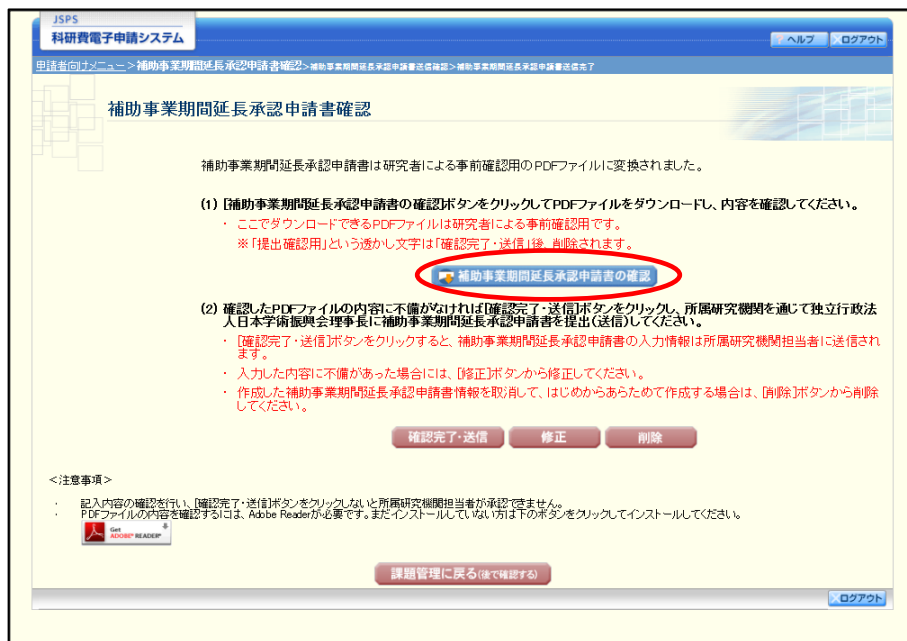 JSPS
科研費電子申請システム
ヘルプ ログアウト
申請者向けメニュー>補助事業期間延長承認申請書確認>補助事業期間延長承認申請書送信確認>補助事業期間延長承認申請書送信完了
補助事業期間延長承認申請書確認
補助事業期間延長承認申請書は研究者による事前確認用のPDFファイルに変換されました。
(1) [補助事業期間延長承認申請書の確認]ボタンをクリックしてPDFファイルをダウンロードし、内容を確認してください。
・ ここでダウンロードできるPDFファイルは研究者による事前確認用です。
※「提出確認用」という透かし文字は「確認完了・送信」後、削除されます。
補助事業期間延長承認申請書の確認
(2) 確認したPDFファイルの内容に不備がなければ[確認完了・送信]ボタンをクリックし、所属研究機関を通じて独立行政法
人日本学術振興会理事長に補助事業期間延長承認申請書を提出(送信)してください。
・ [確認完了・送信]ボタンをクリックすると、補助事業期間延長承認申請書の入力情報は所属研究機関担当者に送信され
ます。
・ 入力した内容に不備があった場合には、[修正]ボタンから修正してください。
・ 作成した補助事業期間延長承認申請書情報を取消して、はじめからあらためて作成する場合は、[削除]ボタンから削除
してください。
確認完了・送信 修正 削除
<注意事項>
・ 記入内容の確認を行い、[確認完了・送信]ボタンをクリックしないと所属研究機関担当者が承認できません。
・ PDFファイルの内容を確認するには、Adobe Readerが必要です。まだインストールしていない方は下のボタンをクリックしてインストールしてください。
Get
ADOBE® READER®
課題管理に戻る(後で確認する)
ログアウト